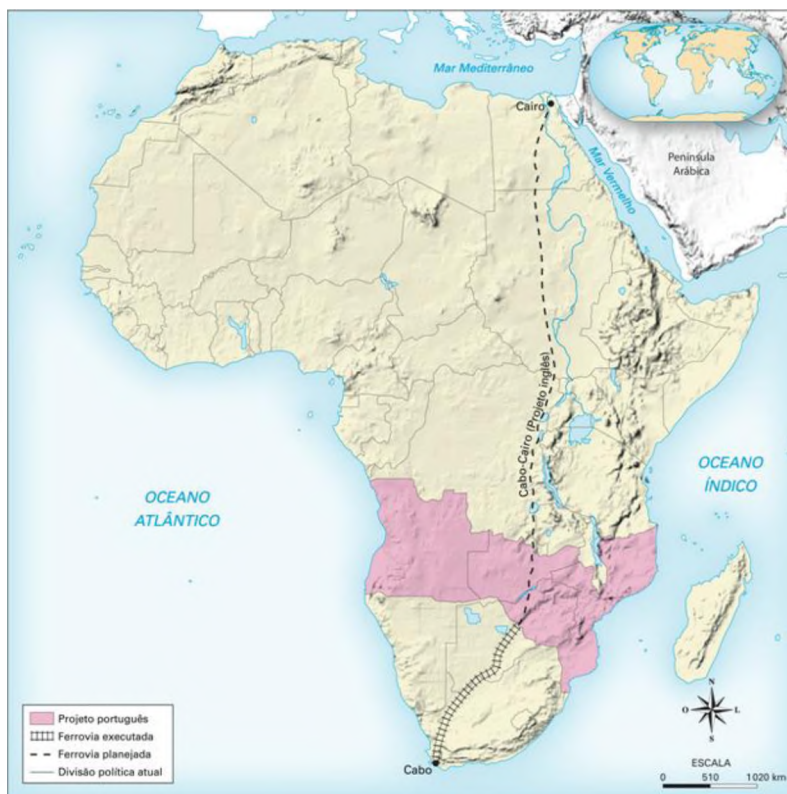 Mar Mediterrâneo
Cairo
Mar Vermelho
Península
Arábica
Cabo-Cairo (Projeto inglês)
OCEANO
ATLÂNTICO
OCEANO
ÍNDICO
Projeto português
Ferrovia executada
Ferrovia planejada
Divisão política atual
Cabo
N
O
L
S
ESCALA
0 510 1020 km